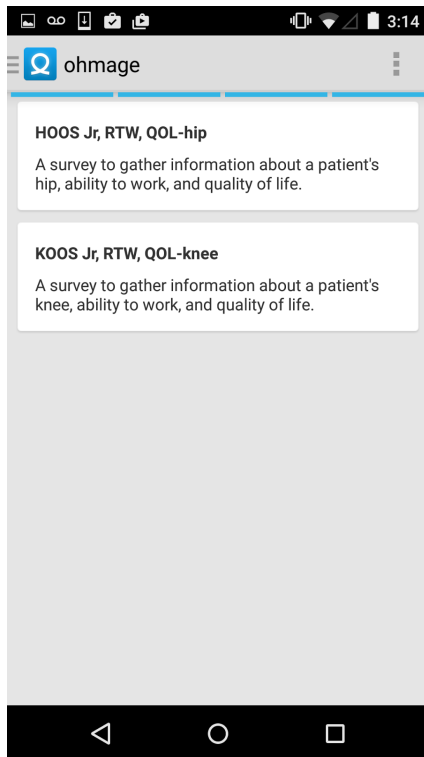 3:14
ohmage
HOOS Jr, RTW, QOL-hip
A survey to gather information about a patient's
hip, ability to work, and quality of life.
KOOS Jr, RTW, QOL-knee
A survey to gather information about a patient's
knee, ability to work, and quality of life.